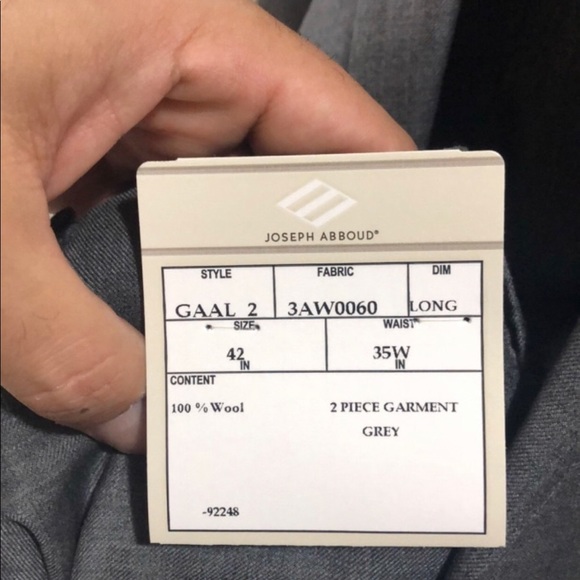 JOSEPH ABBOUD®
STYLE FABRIC DIM
GAAL 2 3AW0060 LONG
SIZE WAIST
42 35W
IN IN
CONTENT
100 % Wool 2 PIECE GARMENT
GREY
-92248